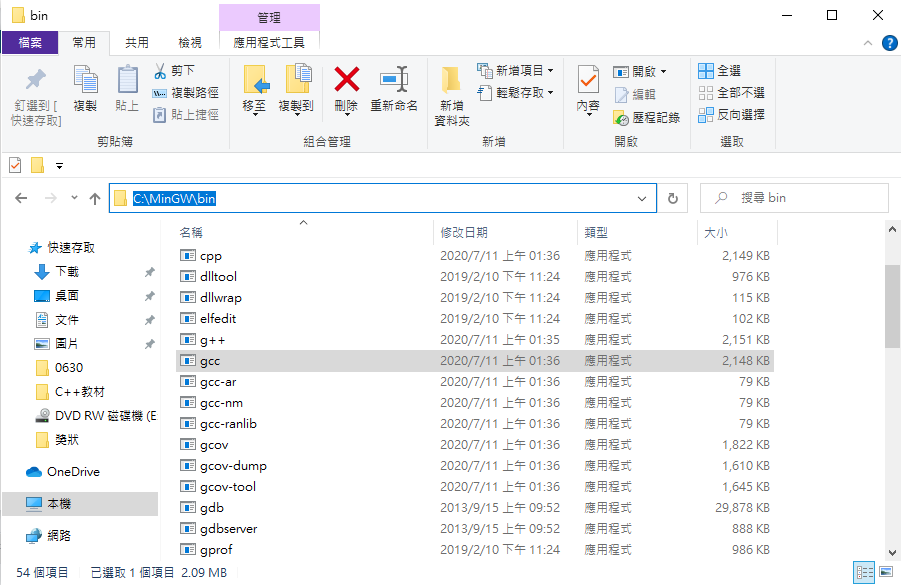 bin
管理
檔案
常用
共用
檢視
應用程式工具
釘選到 [
快速存取]
複製
貼上
剪下
複製路徑
貼上捷徑
剪貼簿
移至
複製到
刪除
重新命名
組合管理
新增
資料夾
新增項目
輕鬆存取
新增
內容
開啟
編輯
歷程記錄
開啟
全選
全部不選
反向選擇
選取
C:\MinGW\bin
搜尋 bin
快速存取
下載
桌面
文件
圖片
0630
C++教材
DVD RW 磁碟機 (E
獎狀
OneDrive
本機
網路
名稱 修改日期 類型 大小
cpp 2020/7/11 上午 01:36 應用程式 2,149 KB
dlltool 2019/2/10 下午 11:24 應用程式 976 KB
dllwrap 2019/2/10 下午 11:24 應用程式 115 KB
elfedit 2019/2/10 下午 11:24 應用程式 102 KB
g++ 2020/7/11 上午 01:35 應用程式 2,151 KB
gcc 2020/7/11 上午 01:36 應用程式 2,148 KB
gcc-ar 2020/7/11 上午 01:36 應用程式 79 KB
gcc-nm 2020/7/11 上午 01:36 應用程式 79 KB
gcc-ranlib 2020/7/11 上午 01:36 應用程式 79 KB
gcov 2020/7/11 上午 01:36 應用程式 1,822 KB
gcov-dump 2020/7/11 上午 01:36 應用程式 1,610 KB
gcov-tool 2020/7/11 上午 01:36 應用程式 1,645 KB
gdb 2013/9/15 上午 09:52 應用程式 29,878 KB
gdbserver 2013/9/15 上午 09:52 應用程式 888 KB
gprof 2019/2/10 下午 11:24 應用程式 986 KB
54 個項目 已選取 1 個項目 2.09 MB